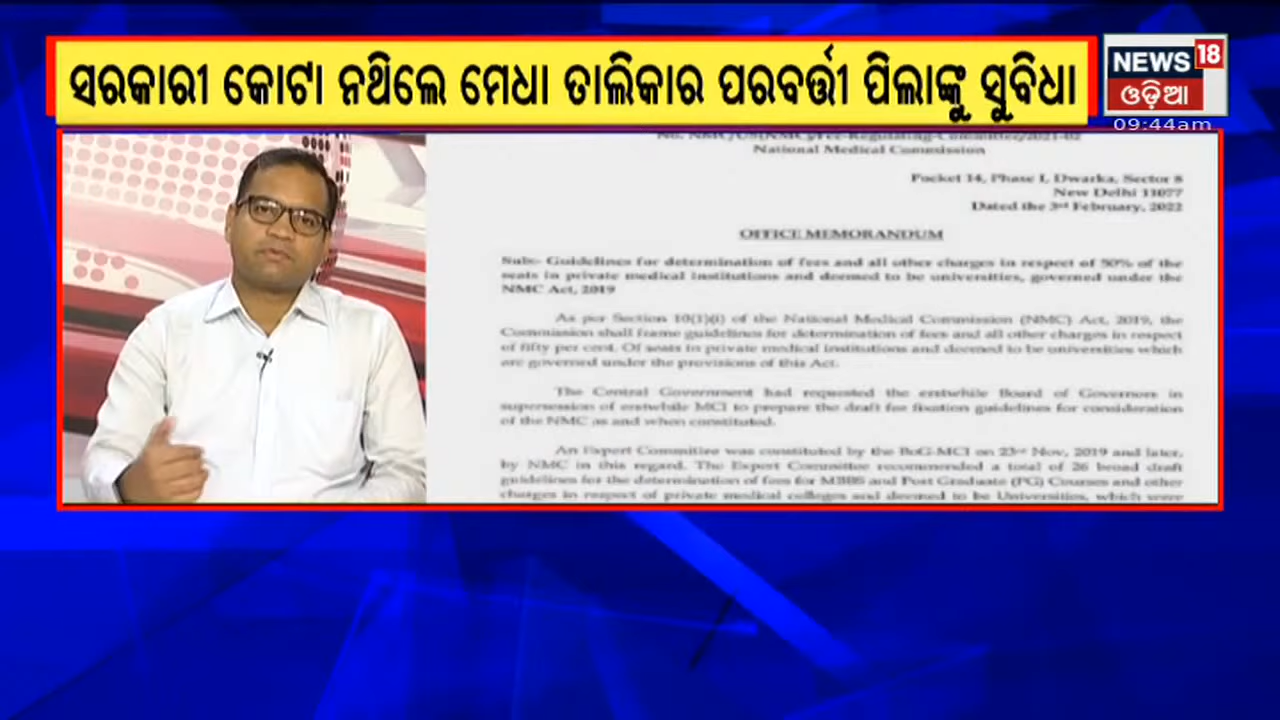 ସରକାରୀ କୋଟା ନଥିଲେ ମେଧା ତାଲିକାର ପରବର୍ତ୍ତୀ ପିଲାଙ୍କୁ ସୁବିଧା
NEWS 18
ଓଡ଼ିଆ
09:44am
National Medical Commission
Pocket 14, Phase I, Dwarka, Sector 8
New Delhi 11077
Dated the 3rd February, 2022
OFFICE MEMORANDUM
Sub:- Guidelines for determination of fees and all other charges in respect of 50% of the
seats in private medical institutions and deemed to be universities, governed under the
NMC Act, 2019
As per Section 10(1)(i) of the National Medical Commission (NMC) Act, 2019, the
Commission shall frame guidelines for determination of fees and all other charges in respect
of fifty per cent. Of seats in private medical institutions and deemed to be universities which
are governed under the provisions of this Act.
The Central Government had requested the erstwhile Board of Governors in
supersession of erstwhile MCI to prepare the draft fee fixation guidelines for consideration
of the NMC as and when constituted.
An Expert Committee was constituted by the BoG-MCI on 23rd Nov, 2019 and later,
by NMC in this regard. The Expert Committee recommended a total of 26 broad draft
guidelines for the determination of fees for MBBS and Post Graduate (PG) Courses and other
charges in respect of private medical colleges and deemed to be Universities, which were